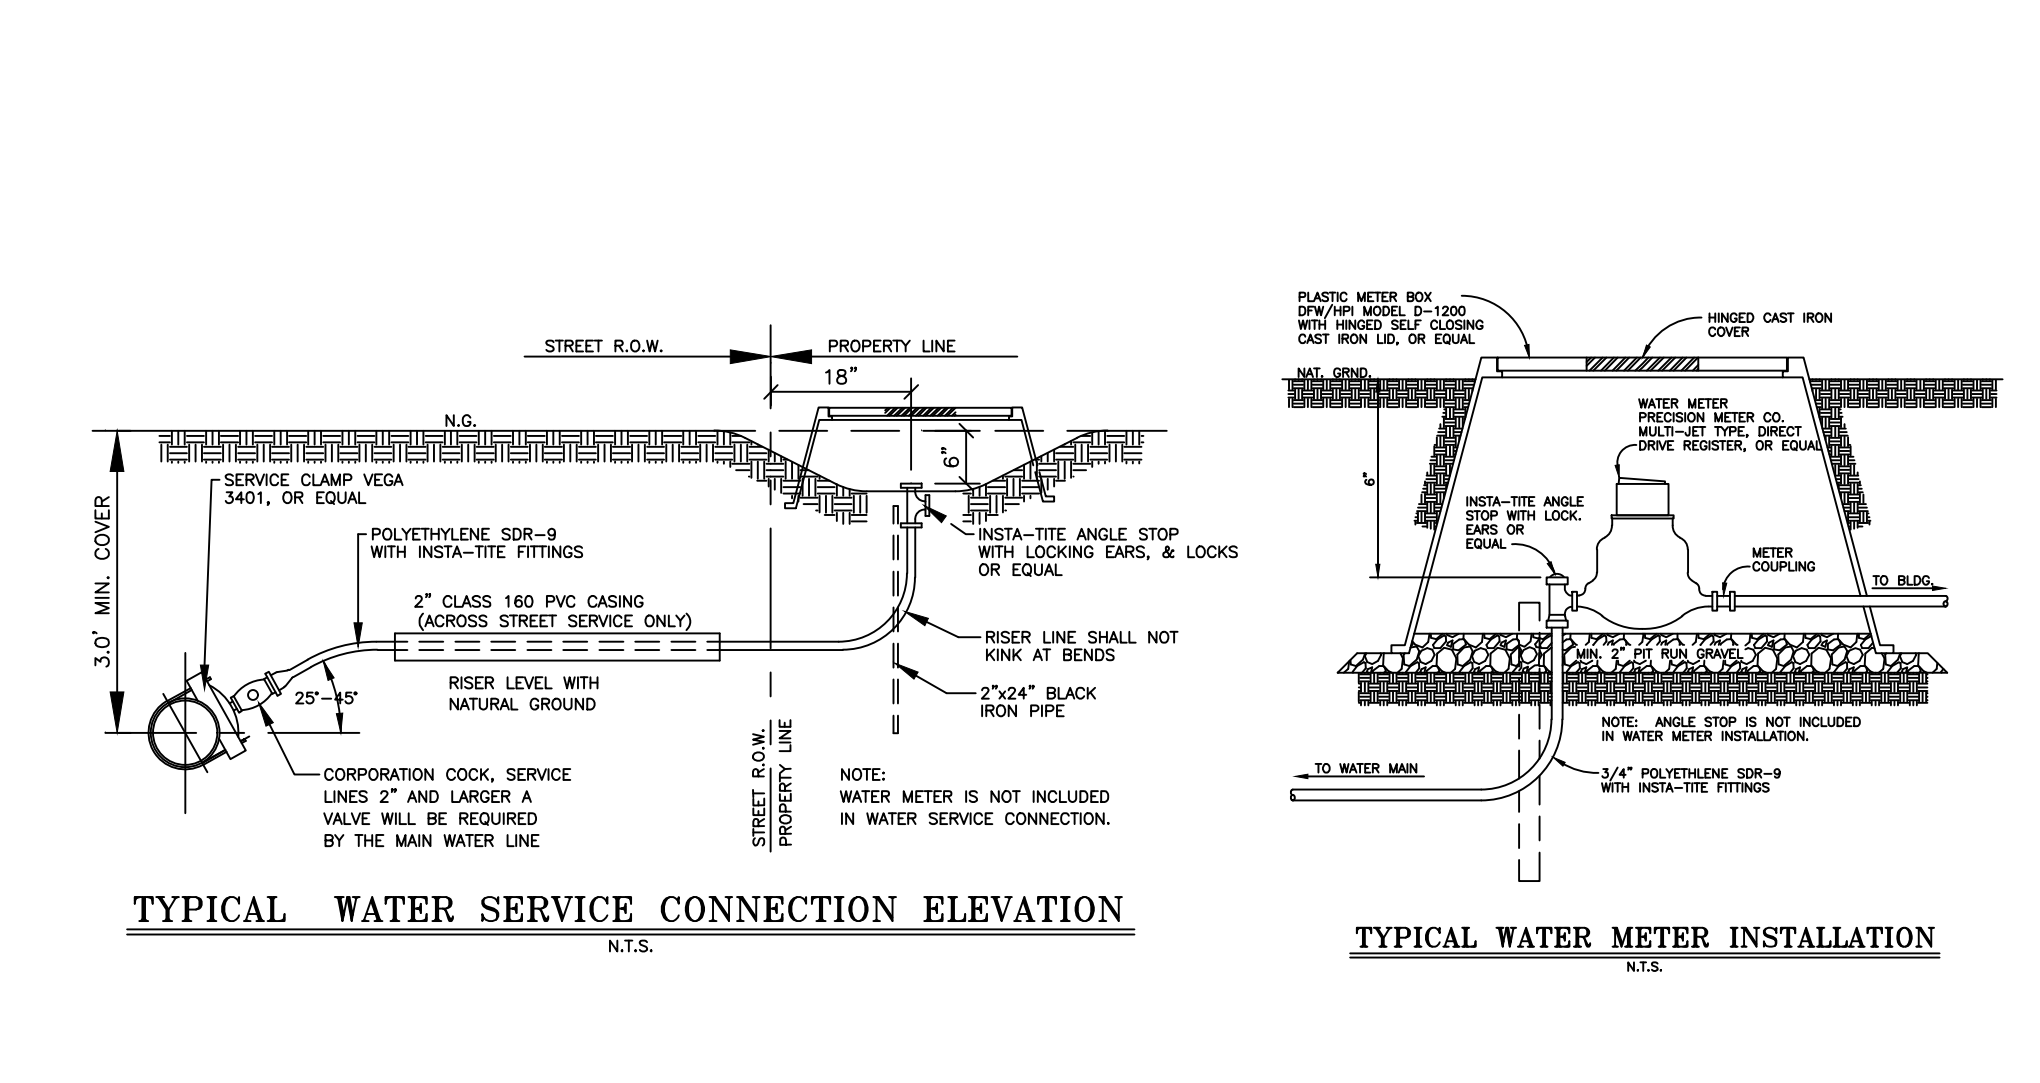 STREET R.O.W.
PROPERTY LINE
18"
N.G.
6"
3.0' MIN. COVER
SERVICE CLAMP VEGA
3401, OR EQUAL
POLYETHYLENE SDR-9
WITH INSTA-TITE FITTINGS
2" CLASS 160 PVC CASING
(ACROSS STREET SERVICE ONLY)
INSTA-TITE ANGLE STOP
WITH LOCKING EARS, & LOCKS
OR EQUAL
RISER LINE SHALL NOT
KINK AT BENDS
25°-45°
RISER LEVEL WITH
NATURAL GROUND
2"x24" BLACK
IRON PIPE
STREET R.O.W.
PROPERTY LINE
CORPORATION COCK, SERVICE
LINES 2" AND LARGER A
VALVE WILL BE REQUIRED
BY THE MAIN WATER LINE
NOTE:
WATER METER IS NOT INCLUDED
IN WATER SERVICE CONNECTION.
TYPICAL WATER SERVICE CONNECTION ELEVATION
N.T.S.
PLASTIC METER BOX
DFW/HPI MODEL D-1200
WITH HINGED SELF CLOSING
CAST IRON LID, OR EQUAL
HINGED CAST IRON
COVER
NAT. GRND.
WATER METER
PRECISION METER CO.
MULTI-JET TYPE, DIRECT
DRIVE REGISTER, OR EQUAL
6"
INSTA-TITE ANGLE
STOP WITH LOCK.
EARS OR
EQUAL
METER
COUPLING
TO BLDG.
MIN. 2" PIT RUN GRAVEL
NOTE: ANGLE STOP IS NOT INCLUDED
IN WATER METER INSTALLATION.
TO WATER MAIN
3/4" POLYETHLENE SDR-9
WITH INSTA-TITE FITTINGS
TYPICAL WATER METER INSTALLATION
N.T.S.